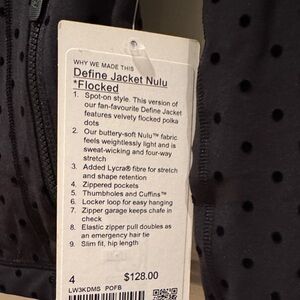 WHY WE MADE THIS
Define Jacket Nulu
*Flocked
1. Spot-on style. This version of
our fan-favourite Define Jacket
features velvety flocked polka
dots
2. Our buttery-soft Nulu™ fabric
feels weightlessly light and is
sweat-wicking and four-way
stretch
3. Added Lycra® fibre for stretch
and shape retention
4. Zippered pockets
5. Thumbholes and Cuffins™
6. Locker loop for easy hanging
7. Zipper garage keeps chafe in
check
8. Elastic zipper pull doubles as
an emergency hair tie
9. Slim fit, hip length
4 $128.00
LW3KDMS POFB